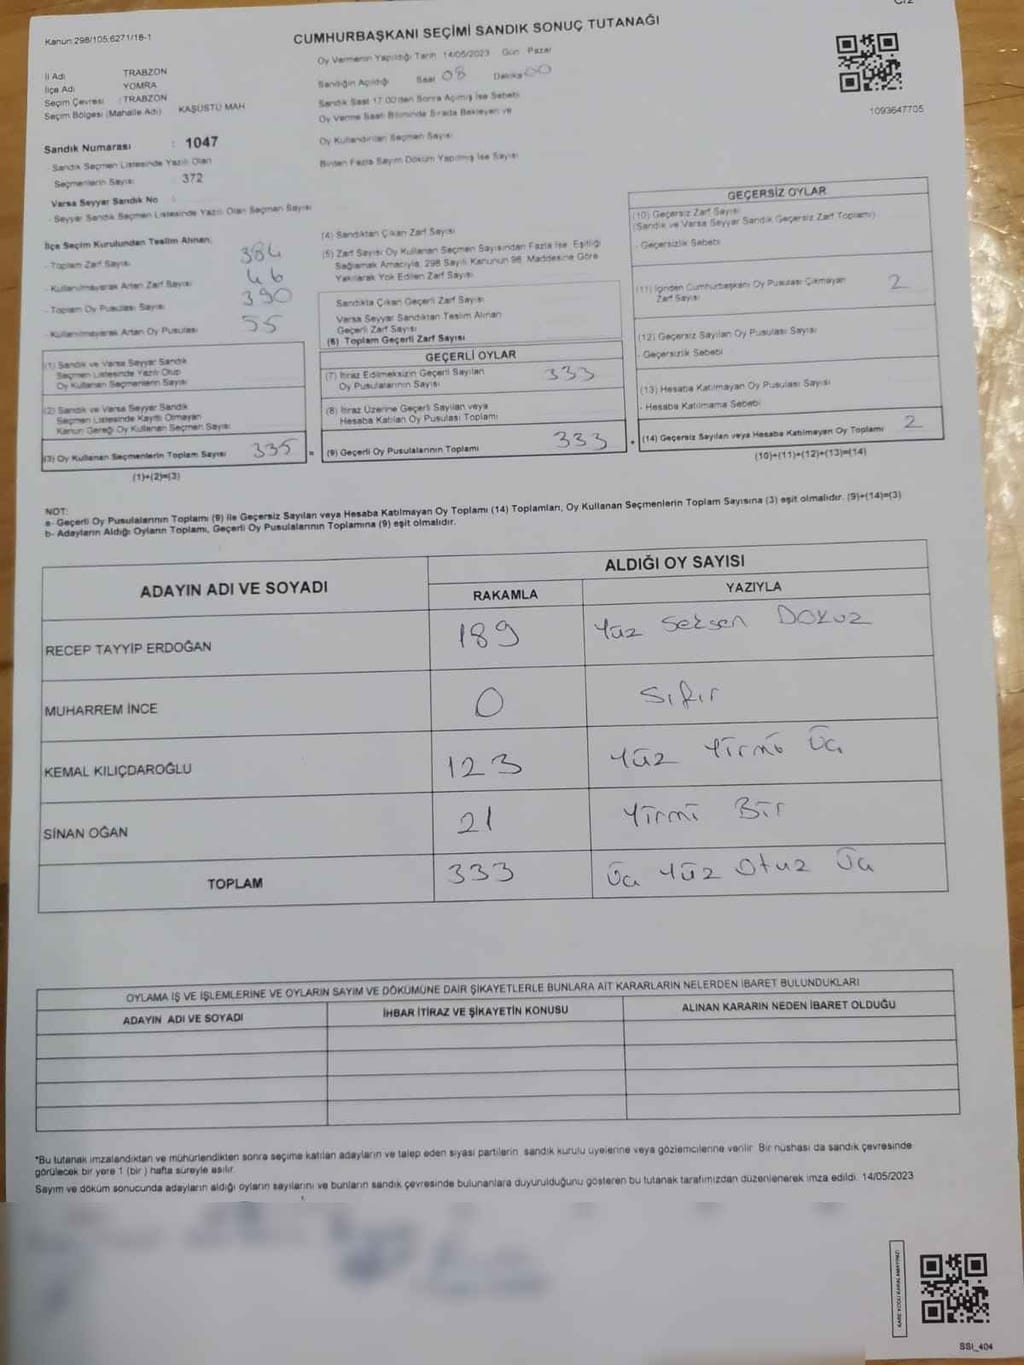 C/2
Kanun:298/105,6271/18-1
CUMHURBAŞKANI SEÇİMİ SANDIK SONUÇ TUTANAĞI
İl Adı TRABZON
İlçe Adı YOMRA
Seçim Çevresi : TRABZON
Seçim Bölgesi (Mahalle Adı) KAŞÜSTÜ MAH
Sandık Numarası : 1047
- Sandık Seçmen Listesinde Yazılı Olan
Seçmenlerin Sayısı 372
Varsa Seyyar Sandık No
- Seyyar Sandık Seçmen Listesinde Yazılı Olan Seçmen Sayısı
Oy Vermenin Yapıldığı Tarih 14/05/2023 Gün Pazar
Sandığın Açıldığı Saat 08 Dakika 00
Sandık Saat 17:00'den Sonra Açılmış İse Sebebi
Oy Verme Saati Bitiminde Sırada Bekleyen ve
Oy Kullandırılan Seçmen Sayısı
Birden Fazla Sayım Döküm Yapılmış İse Sayısı
1093647705
İlçe Seçim Kurulundan Teslim Alınan;
- Toplam Zarf Sayısı 384
- Kullanılmayarak Artan Zarf Sayısı 46
- Toplam Oy Pusulası Sayısı 390
- Kullanılmayarak Artan Oy Pusulası 55
(1) Sandık ve Varsa Seyyar Sandık
Seçmen Listesinde Yazılı Olup
Oy Kullanan Seçmenlerin Sayısı
(2) Sandık ve Varsa Seyyar Sandık
Seçmen Listesinde Kayıtlı Olmayan
Kanun Gereği Oy Kullanan Seçmen Sayısı
(3) Oy Kullanan Seçmenlerin Toplam Sayısı 335
(1)+(2)=(3)
(4) Sandıktan Çıkan Zarf Sayısı
(5) Zarf Sayısı Oy Kullanan Seçmen Sayısından Fazla İse, Eşitliği
Sağlamak Amacıyla, 298 Sayılı Kanunun 98. Maddesine Göre
Yakılarak Yok Edilen Zarf Sayısı
Sandıkta Çıkan Geçerli Zarf Sayısı
Varsa Seyyar Sandıktan Teslim Alınan
Geçerli Zarf Sayısı
(6) Toplam Geçerli Zarf Sayısı
GEÇERLİ OYLAR
(7) İtiraz Edilmeksizin Geçerli Sayılan
Oy Pusulalarının Sayısı 333
(8) İtiraz Üzerine Geçerli Sayılan veya
Hesaba Katılan Oy Pusulası Toplamı
= (9) Geçerli Oy Pusulalarının Toplamı 333
GEÇERSİZ OYLAR
(10) Geçersiz Zarf Sayısı
(Sandık ve Varsa Seyyar Sandık Geçersiz Zarf Toplamı)
- Geçersizlik Sebebi
(11) İçinden Cumhurbaşkanı Oy Pusulası Çıkmayan
Zarf Sayısı 2
(12) Geçersiz Sayılan Oy Pusulası Sayısı
- Geçersizlik Sebebi
(13) Hesaba Katılmayan Oy Pusulası Sayısı
- Hesaba Katılmama Sebebi
+ (14) Geçersiz Sayılan veya Hesaba Katılmayan Oy Toplamı 2
(10)+(11)+(12)+(13)=(14)
NOT:
a- Geçerli Oy Pusulalarının Toplamı (9) ile Geçersiz Sayılan veya Hesaba Katılmayan Oy Toplamı (14) Toplamları, Oy Kullanan Seçmenlerin Toplam Sayısına (3) eşit olmalıdır. (9)+(14)=(3)
b- Adayların Aldığı Oyların Toplamı, Geçerli Oy Pusulalarının Toplamına (9) eşit olmalıdır.
ADAYIN ADI VE SOYADI
ALDIĞI OY SAYISI
RAKAMLA YAZIYLA
RECEP TAYYİP ERDOĞAN 189 Yüz Seksen Dokuz
MUHARREM İNCE 0 Sıfır
KEMAL KILIÇDAROĞLU 123 Yüz Yirmi Üç
SİNAN OĞAN 21 Yirmi Bir
TOPLAM 333 Üç Yüz Otuz Üç
OYLAMA İŞ VE İŞLEMLERİNE VE OYLARIN SAYIM VE DÖKÜMÜNE DAİR ŞİKAYETLERLE BUNLARA AİT KARARLARIN NELERDEN İBARET BULUNDUKLARI
ADAYIN ADI VE SOYADI İHBAR İTİRAZ VE ŞİKAYETİN KONUSU ALINAN KARARIN NEDEN İBARET OLDUĞU
*Bu tutanak imzalandıktan ve mühürlendikten sonra seçime katılan adayların ve talep eden siyasi partilerin, sandık kurulu üyelerine veya gözlemcilerine verilir. Bir nüshası da sandık çevresinde
görülecek bir yere 1 (bir ) hafta süreyle asılır.
Sayım ve döküm sonucunda adayların aldığı oyların sayılarını ve bunların sandık çevresinde bulunanlara duyurulduğunu gösteren bu tutanak tarafımızdan düzenlenerek imza edildi. 14/05/2023
KARE KODU KARALAMAYINIZ!
SSI_404